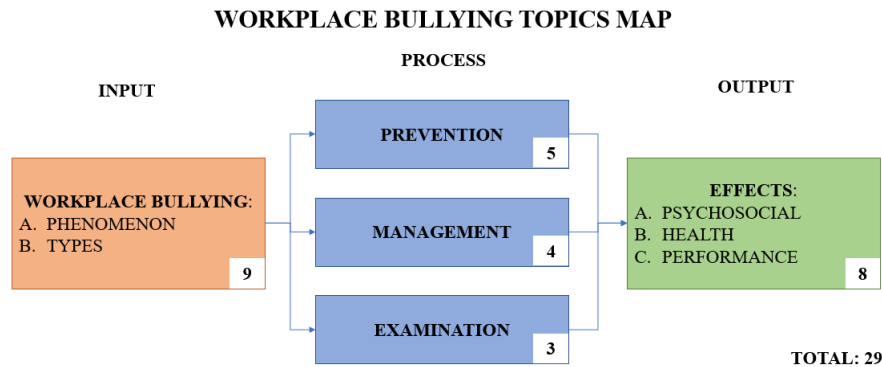 WORKPLACE BULLYING TOPICS MAP
PROCESS
INPUT
OUTPUT
PREVENTION
5
WORKPLACE BULLYING:
A. PHENOMENON
B. TYPES
9
MANAGEMENT
4
EFFECTS:
A. PSYCHOSOCIAL
B. HEALTH
C. PERFORMANCE
8
EXAMINATION
3
TOTAL: 29